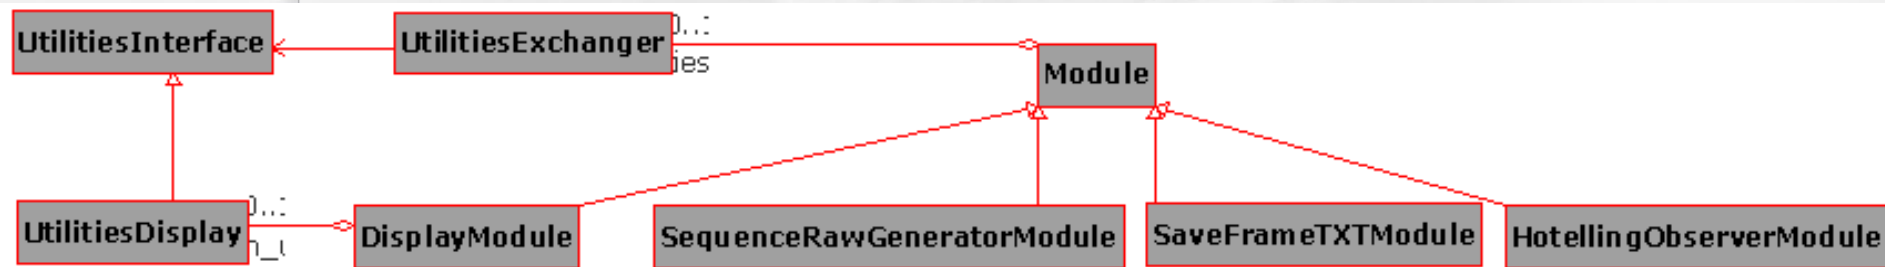 UtilitiesInterface
UtilitiesExchanger
Module
UtilitiesDisplay
DisplayModule
SequenceRawGeneratorModule
SaveFrameTXTModule
HotellingObserverModule